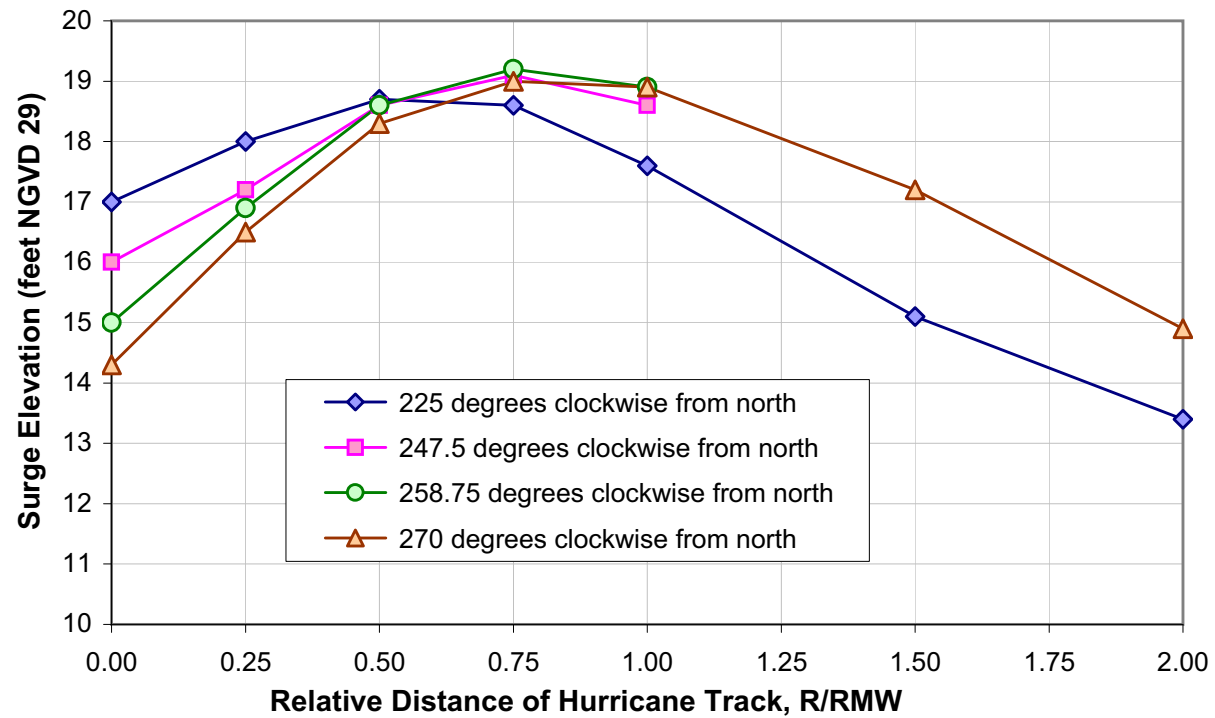 20
19
18
17
16
15
14
13
12
11
10
Surge Elevation (feet NGVD 29)
225 degrees clockwise from north
247.5 degrees clockwise from north
258.75 degrees clockwise from north
270 degrees clockwise from north
0.00 0.25 0.50 0.75 1.00 1.25 1.50 1.75 2.00
Relative Distance of Hurricane Track, R/RMW